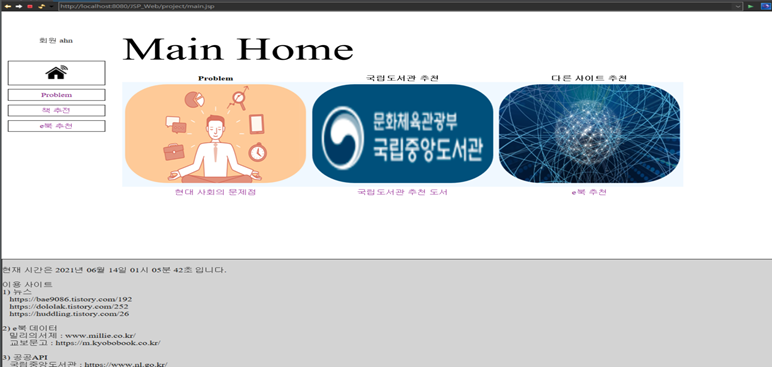 http://localhost:8080/JSP_Web/project/main.jsp
회원 ahn
Main Home
Problem 국립도서관 추천 다른 사이트 추천
Problem
책 추천
e북 추천
문화체육관광부
국립중앙도서관
현대 사회의 문제점 국립도서관 추천 도서 e북 추천
현재 시간은 2021년 06월 14일 01시 05분 42초 입니다.
이용 사이트
1) 뉴스
https://bae9086.tistory.com/192
https://dololak.tistory.com/252
https://huddling.tistory.com/26
2) e북 데이터
밀리의서제 : www.millie.co.kr/
교보문고 : https://m.kyobobook.co.kr/
3) 공공API
국립중앙도서관 : https://www.nl.go.kr/